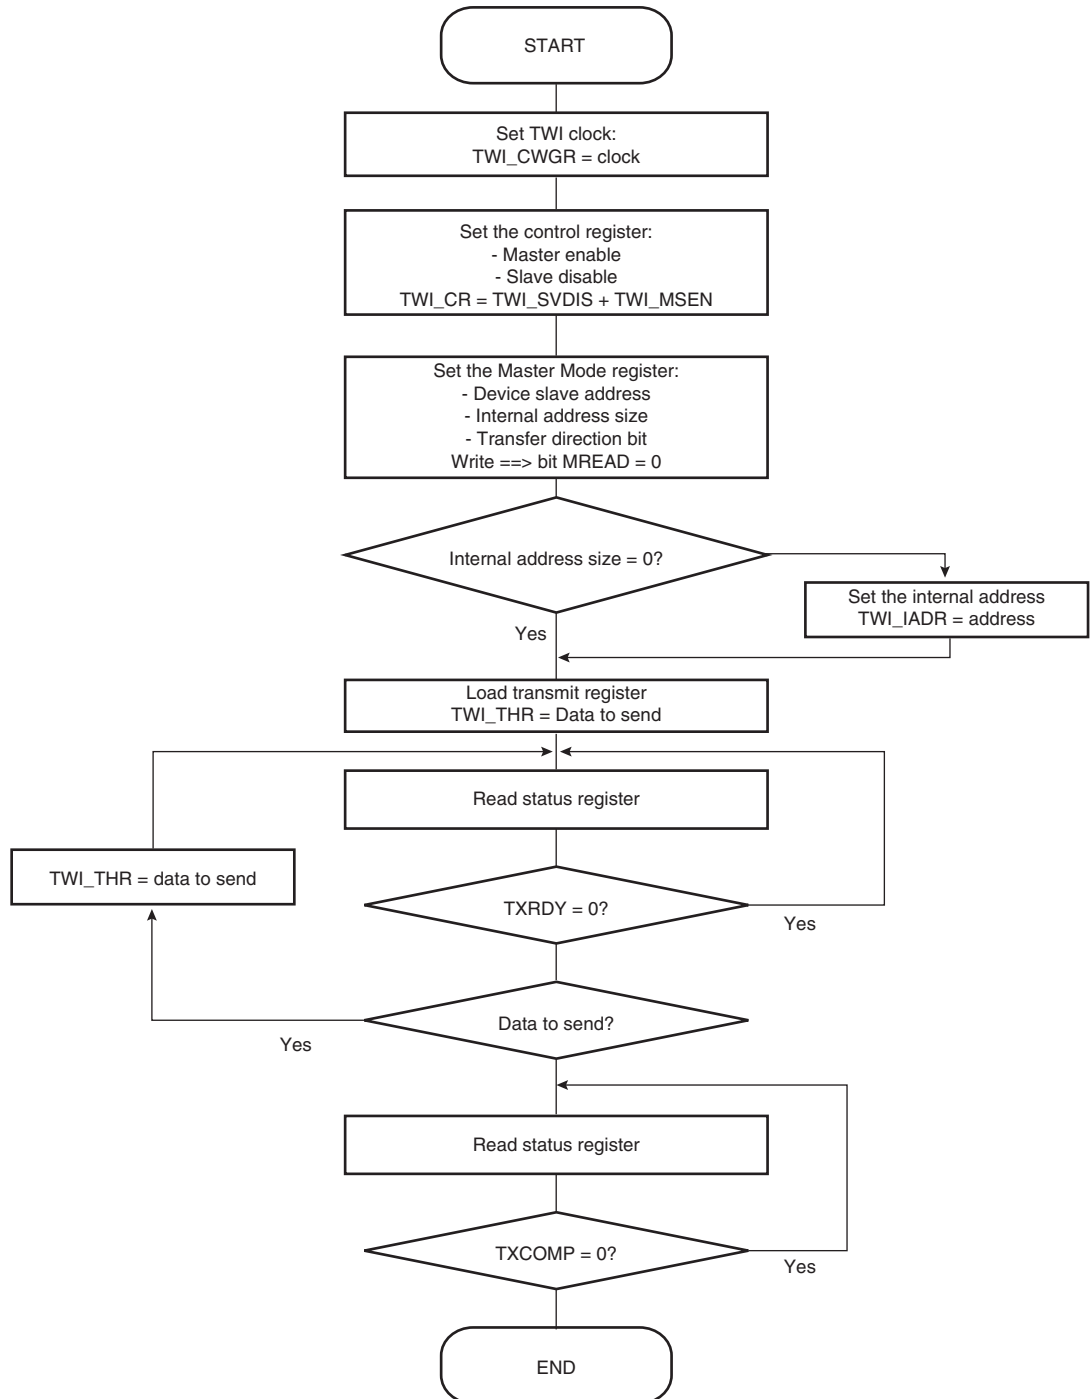 START
Set TWI clock:
TWI_CWGR = clock
Set the control register:
- Master enable
- Slave disable
TWI_CR = TWI_SVDIS + TWI_MSEN
Set the Master Mode register:
- Device slave address
- Internal address size
- Transfer direction bit
Write ==> bit MREAD = 0
Internal address size = 0?
Set the internal address
TWI_IADR = address
Yes
Load transmit register
TWI_THR = Data to send
Read status register
TWI_THR = data to send
TXRDY = 0?
Yes
Data to send?
Yes
Read status register
TXCOMP = 0?
Yes
END